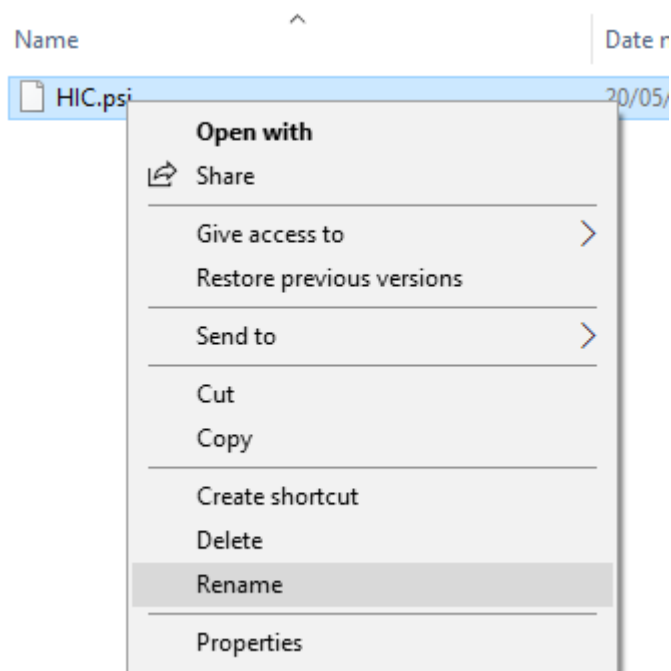 Name
Date
HIC.psi
20/05/
Open with
Share
Give access to
Restore previous versions
Send to
Cut
Copy
Create shortcut
Delete
Rename
Properties